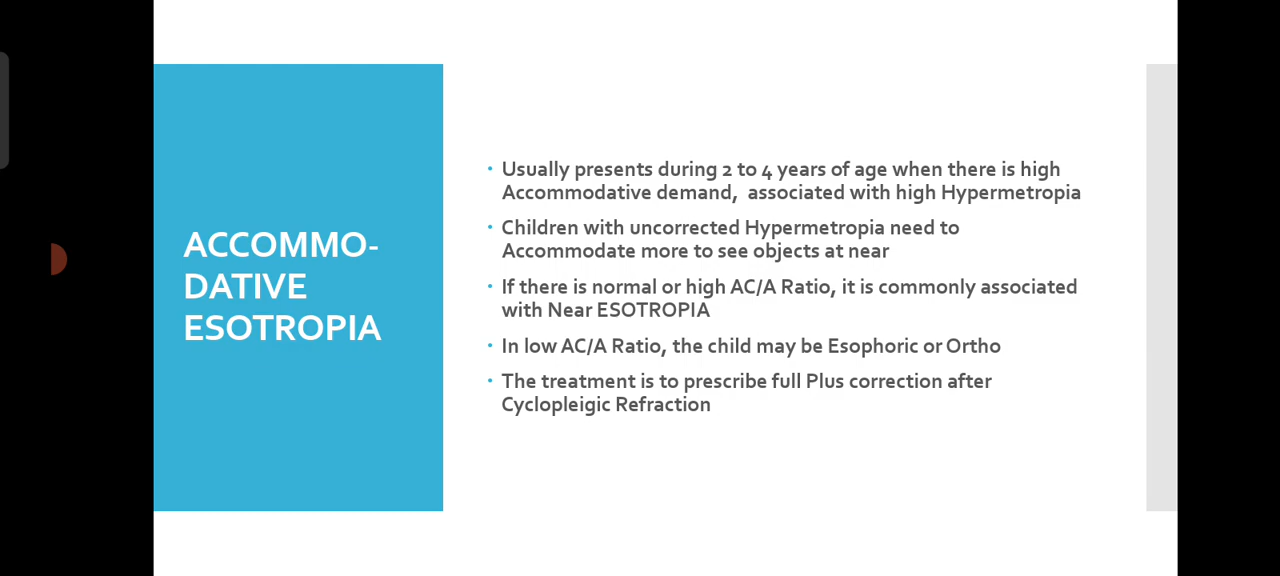 ACCOMMO-
DATIVE
ESOTROPIA
• Usually presents during 2 to 4 years of age when there is high
Accommodative demand, associated with high Hypermetropia
• Children with uncorrected Hypermetropia need to
Accommodate more to see objects at near
• If there is normal or high AC/A Ratio, it is commonly associated
with Near ESOTROPIA
• In low AC/A Ratio, the child may be Esophoric or Ortho
• The treatment is to prescribe full Plus correction after
Cyclopleigic Refraction